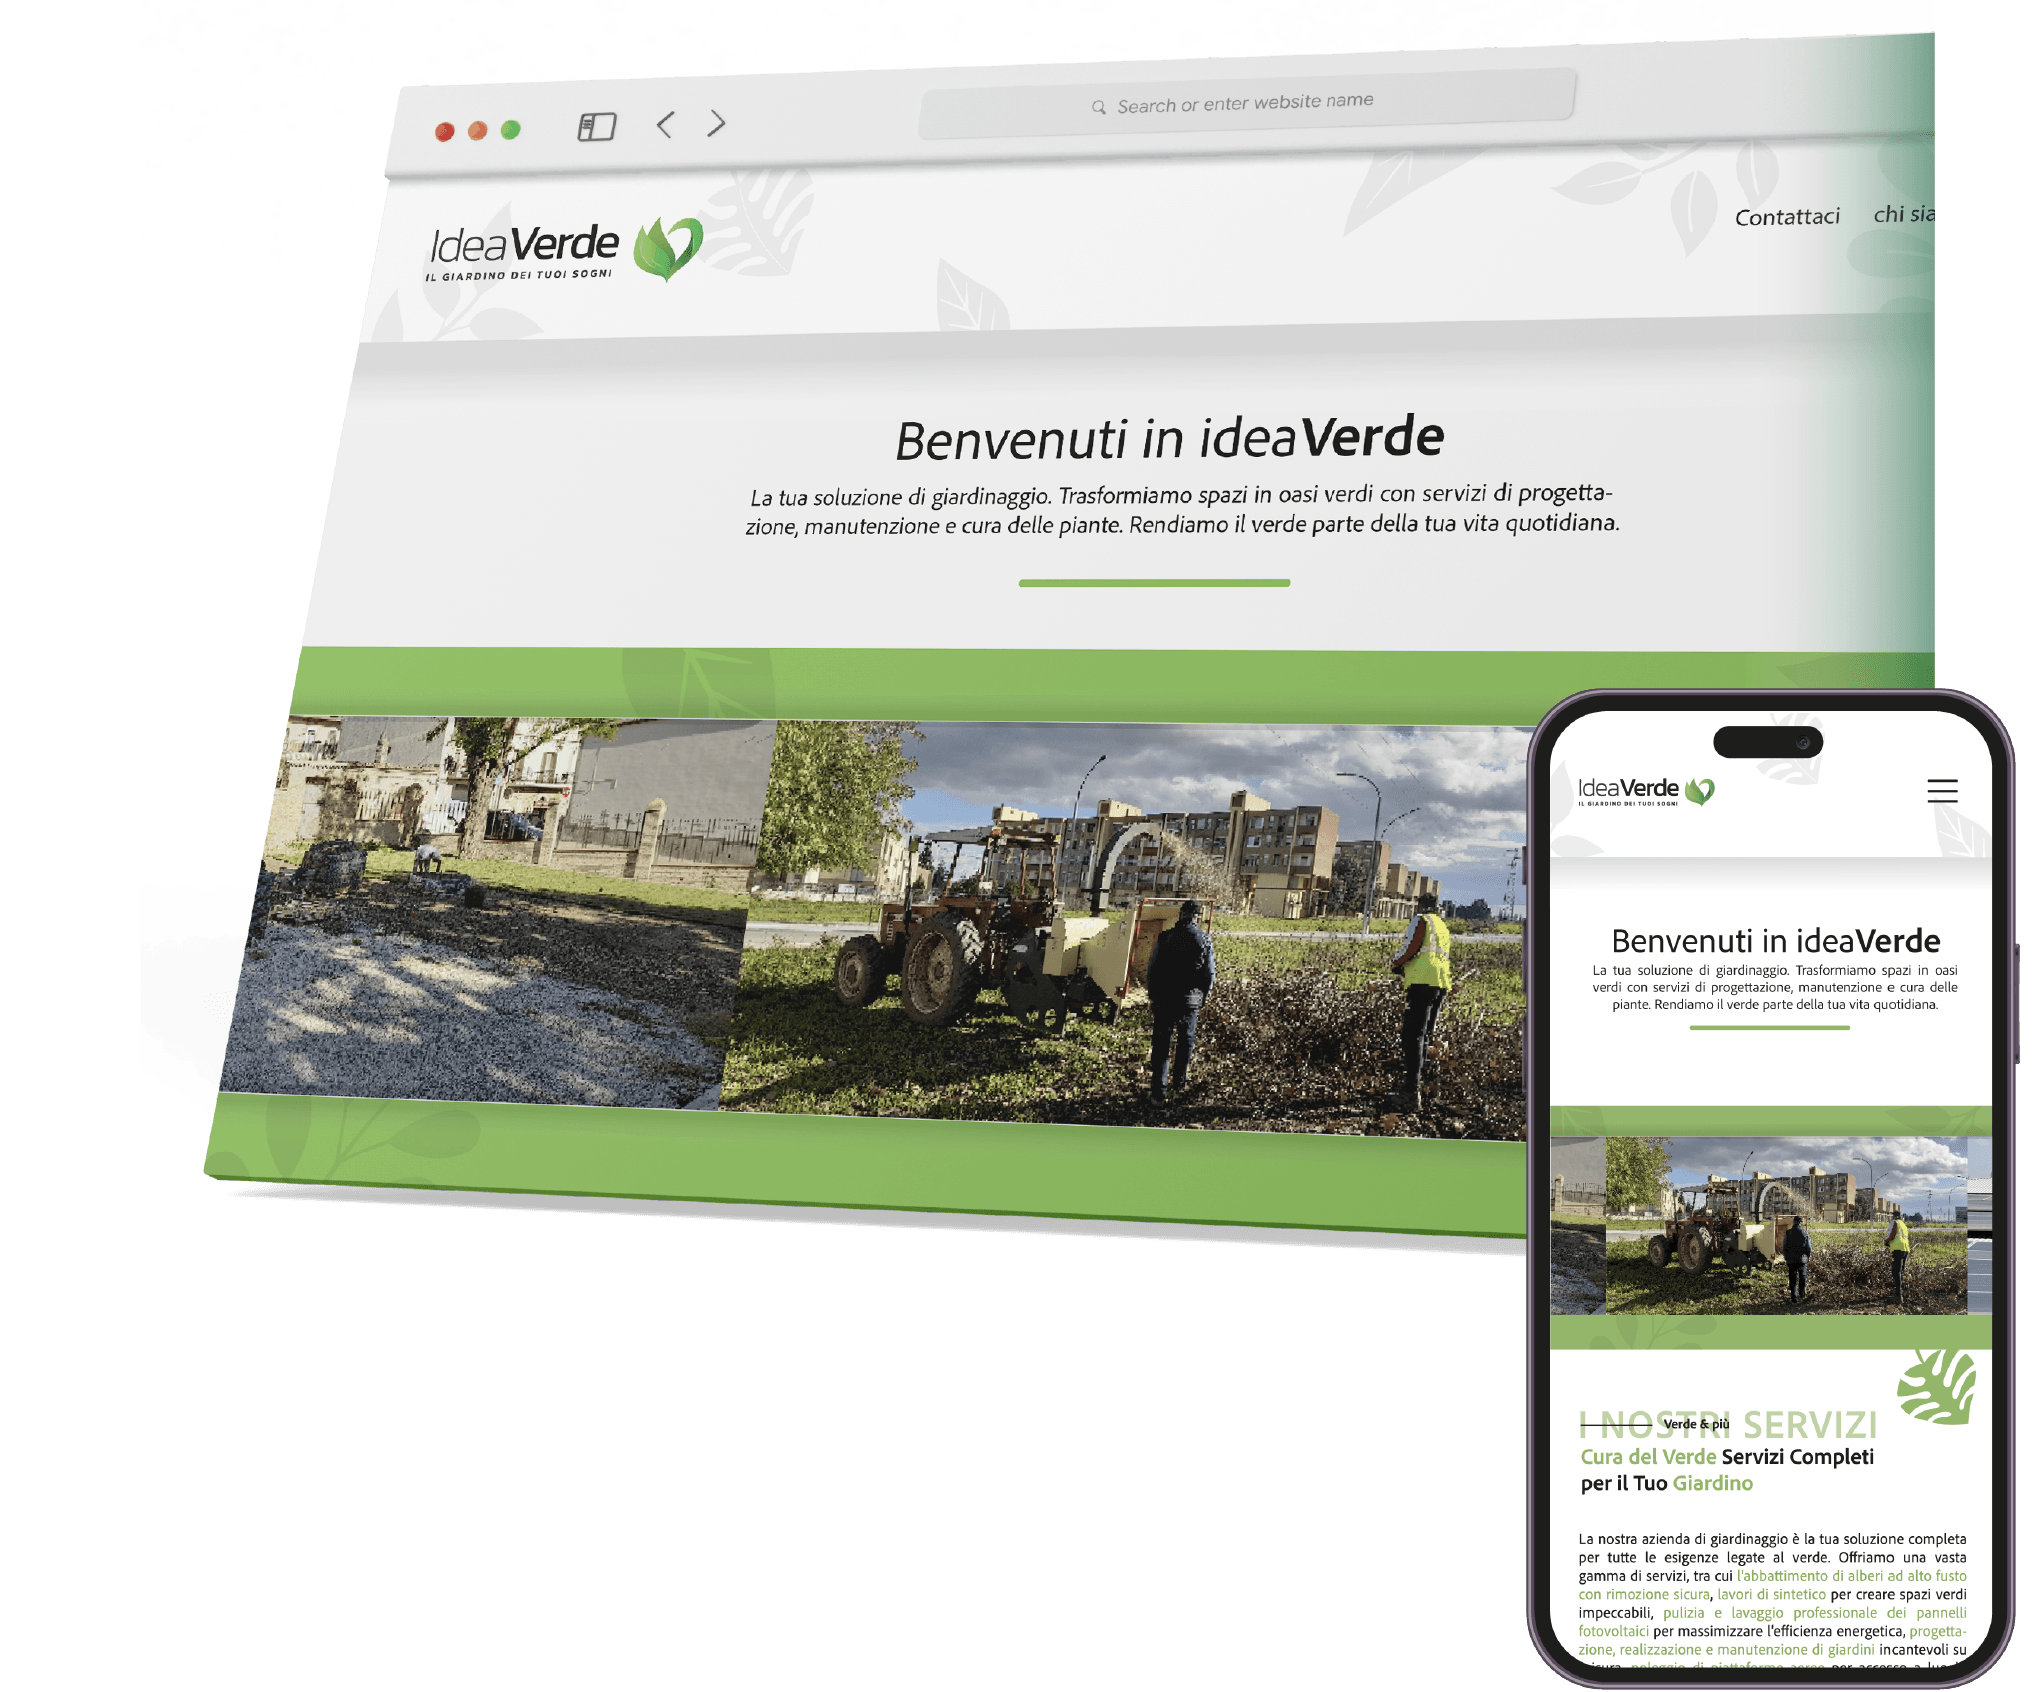 Search or enter website name
IdeaVerde
IL GIARDINO DEI TUOI SOGNI
Contattaci chi sia
Benvenuti in ideaVerde
La tua soluzione di giardinaggio. Trasformiamo spazi in oasi verdi con servizi di progetta-
zione, manutenzione e cura delle piante. Rendiamo il verde parte della tua vita quotidiana.
IdeaVerde
IL GIARDINO DEI TUOI SOGNI
Benvenuti in ideaVerde
La tua soluzione di giardinaggio. Trasformiamo spazi in oasi
verdi con servizi di progettazione, manutenzione e cura delle
piante. Rendiamo il verde parte della tua vita quotidiana.
I NOSTRI SERVIZI
Verde & più
Cura del Verde Servizi Completi
per il Tuo Giardino
La nostra azienda di giardinaggio è la tua soluzione completa
per tutte le esigenze legate al verde. Offriamo una vasta
gamma di servizi, tra cui l'abbattimento di alberi ad alto fusto
con rimozione sicura, lavori di sintetico per creare spazi verdi
impeccabili, pulizia e lavaggio professionale dei pannelli
fotovoltaici per massimizzare l'efficienza energetica, progetta-
zione, realizzazione e manutenzione di giardini incantevoli su